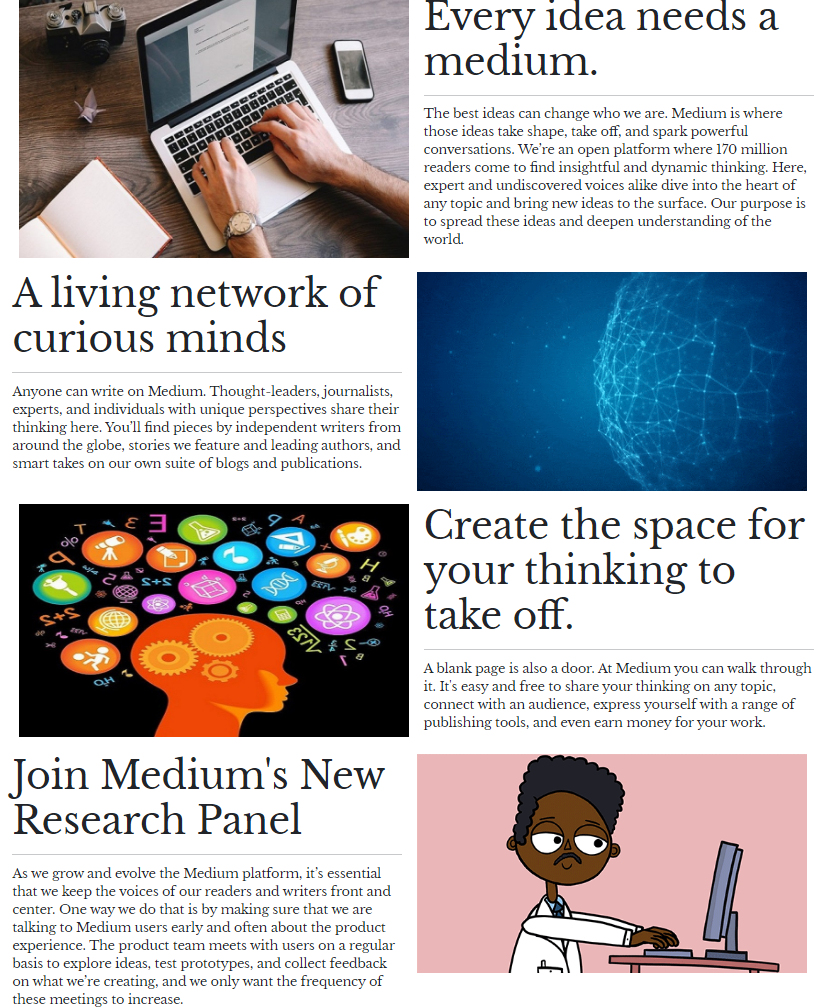 Every idea needs a
medium.
The best ideas can change who we are. Medium is where
those ideas take shape, take off, and spark powerful
conversations. We're an open platform where 170 million
readers come to find insightful and dynamic thinking. Here,
expert and undiscovered voices alike dive into the heart of
any topic and bring new ideas to the surface. Our purpose is
to spread these ideas and deepen understanding of the
world.
A living network of
curious minds
Anyone can write on Medium. Thought-leaders, journalists,
experts, and individuals with unique perspectives share their
thinking here. You'll find pieces by independent writers from
around the globe, stories we feature and leading authors, and
smart takes on our own suite of blogs and publications.
Create the space for
your thinking to
take off.
A blank page is also a door. At Medium you can walk through
it. It's easy and free to share your thinking on any topic,
connect with an audience, express yourself with a range of
publishing tools, and even earn money for your work.
Join Medium's New
Research Panel
As we grow and evolve the Medium platform, it's essential
that we keep the voices of our readers and writers front and
center. One way we do that is by making sure that we are
talking to Medium users early and often about the product
experience. The product team meets with users on a regular
basis to explore ideas, test prototypes, and collect feedback
on what we're creating, and we only want the frequency of
these meetings to increase.